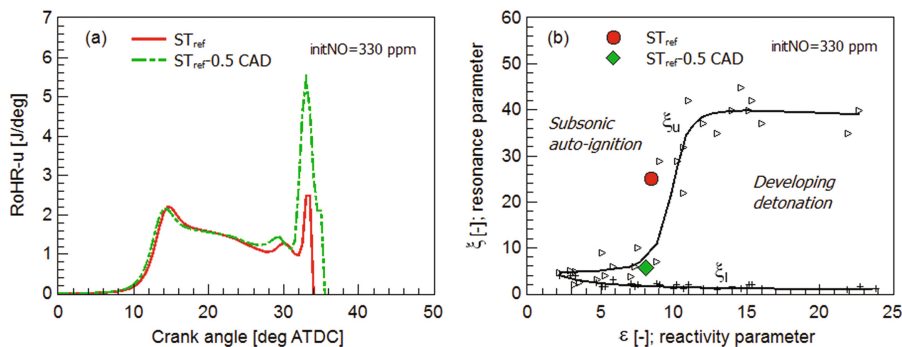 (a)
ST_ref
ST_ref-0.5 CAD
initNO=330 ppm
RoHR-u [J/deg]
7
6
5
4
3
2
1
0
0 10 20 30 40 50
Crank angle [deg ATDC]
(b)
ST_ref
ST_ref-0.5 CAD
initNO=330 ppm
ξ [-]; resonance parameter
60
50
40
30
20
10
0
Subsonic
auto-ignition
ξu
Developing
detonation
ξl
0 5 10 15 20 25
ε [-]; reactivity parameter